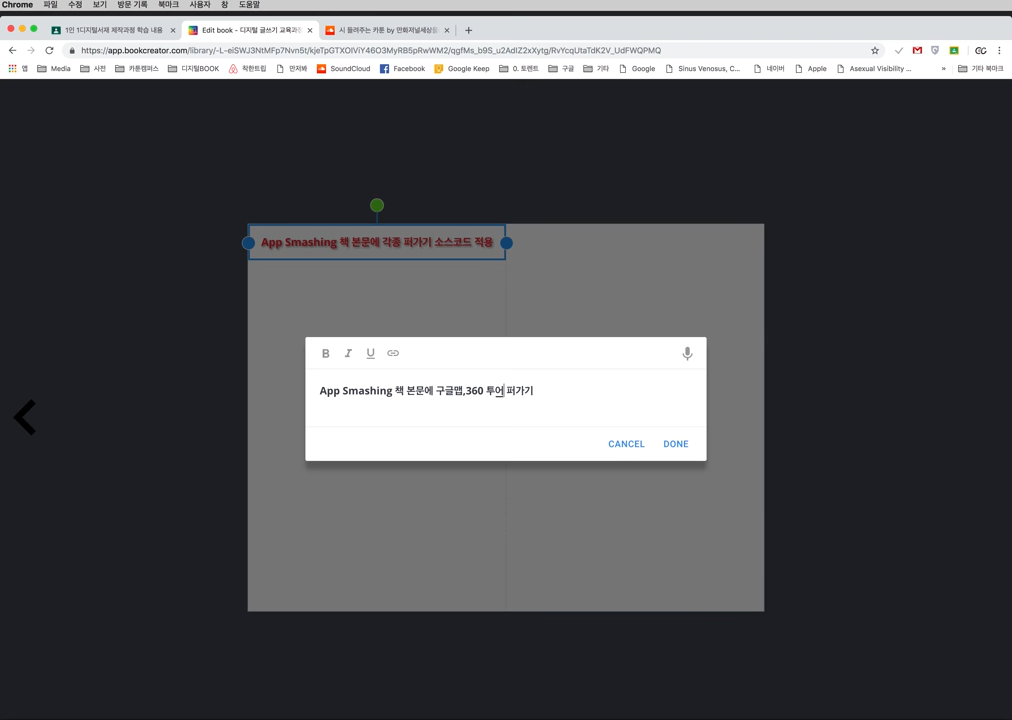 Chrome 파일 수정 보기 방문 기록 북마크 사용자 창 도움말
1인 1디지털서재 제작과정 학습 내용 Edit book - 디지털 글쓰기 교육과정 시 들려주는 카툰 by 만화저널세상을
https://app.bookcreator.com/library/-L-eiSWJ3NtMFp7Nvn5t/kjeTpGTXOIViY46O3MyRB5pRwWM2/qgfMs_b9S_u2AdIZ2xXytg/RvYcqUtaTdK2V_UdFWQPMQ
앱 Media 사전 카툰캠퍼스 디지털BOOK 착한트립 만저봐 SoundCloud Facebook Google Keep 0. 토렌트 구글 기타 Google Sinus Venosus, C... 네이버 Apple Asexual Visibility ... » 기타 북마크
App Smashing 책 본문에 각종 퍼가기 소스코드 적용
B I U
App Smashing 책 본문에 구글맵,360 투어 퍼가기
CANCEL DONE